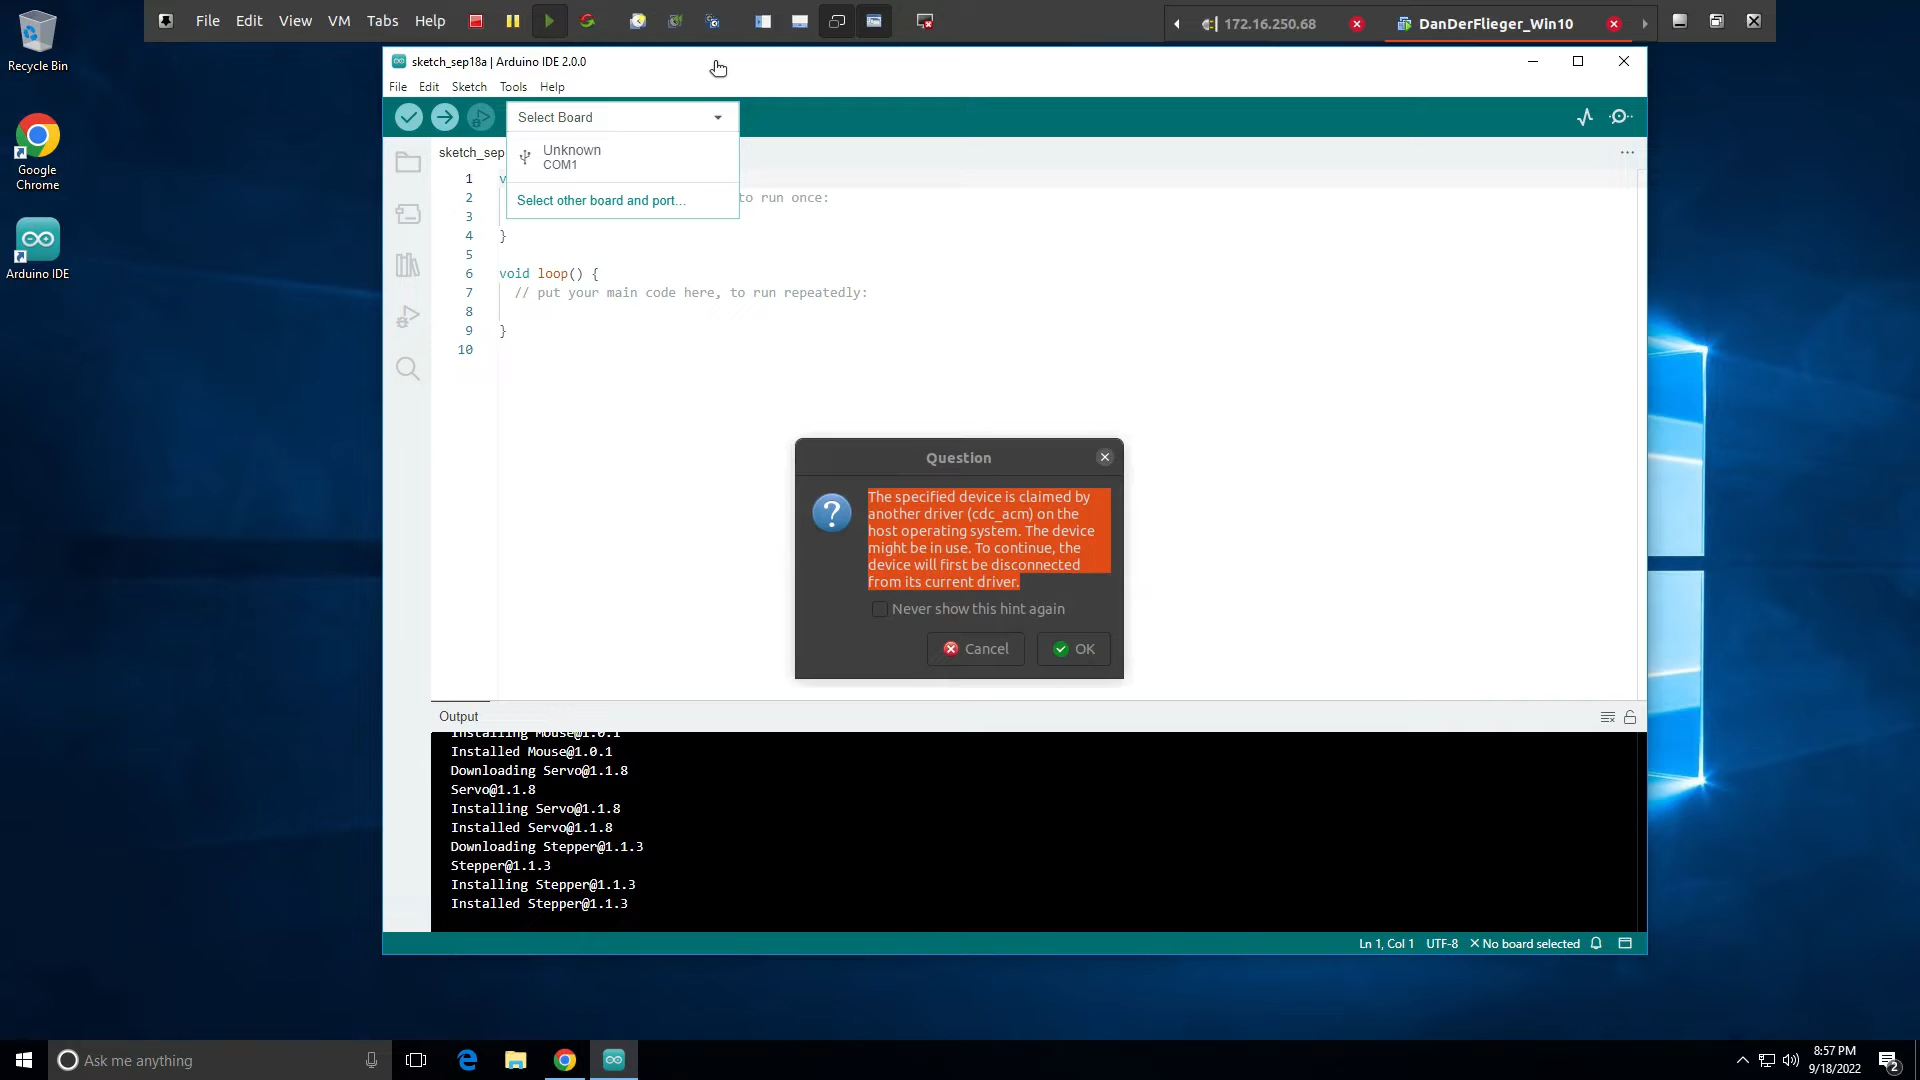 File Edit View VM Tabs Help
172.16.250.68
DanDerFlieger_Win10
Recycle Bin
Google
Chrome
Arduino IDE
sketch_sep18a | Arduino IDE 2.0.0
File Edit Sketch Tools Help
Select Board
sketch_sep
Unknown
COM1
Select other board and port...
1 v
2 to run once:
3
4 }
5
6 void loop() {
7 // put your main code here, to run repeatedly:
8
9 }
10
Question
The specified device is claimed by
another driver (cdc_acm) on the
host operating system. The device
might be in use. To continue, the
device will first be disconnected
from its current driver.
Never show this hint again
Cancel OK
Output
Installing Mouse@1.0.1
Installed Mouse@1.0.1
Downloading Servo@1.1.8
Servo@1.1.8
Installing Servo@1.1.8
Installed Servo@1.1.8
Downloading Stepper@1.1.3
Stepper@1.1.3
Installing Stepper@1.1.3
Installed Stepper@1.1.3
Ln 1, Col 1 UTF-8 No board selected
Ask me anything
8:57 PM
9/18/2022
2